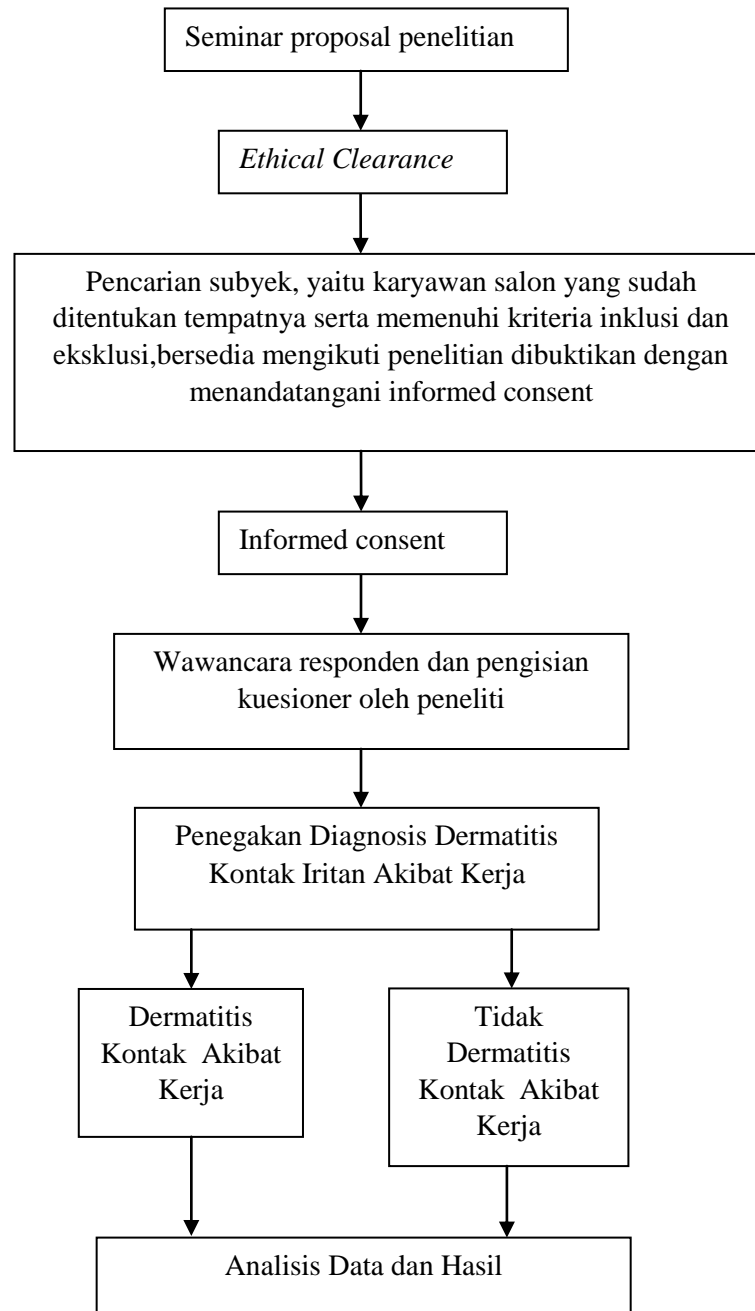 Seminar proposal penelitian
Ethical Clearance
Pencarian subyek, yaitu karyawan salon yang sudah
ditentukan tempatnya serta memenuhi kriteria inklusi dan
eksklusi,bersedia mengikuti penelitian dibuktikan dengan
menandatangani informed consent
Informed consent
Wawancara responden dan pengisian
kuesioner oleh peneliti
Penegakan Diagnosis Dermatitis
Kontak Iritan Akibat Kerja
Dermatitis
Kontak Akibat
Kerja
Tidak
Dermatitis
Kontak Akibat
Kerja
Analisis Data dan Hasil